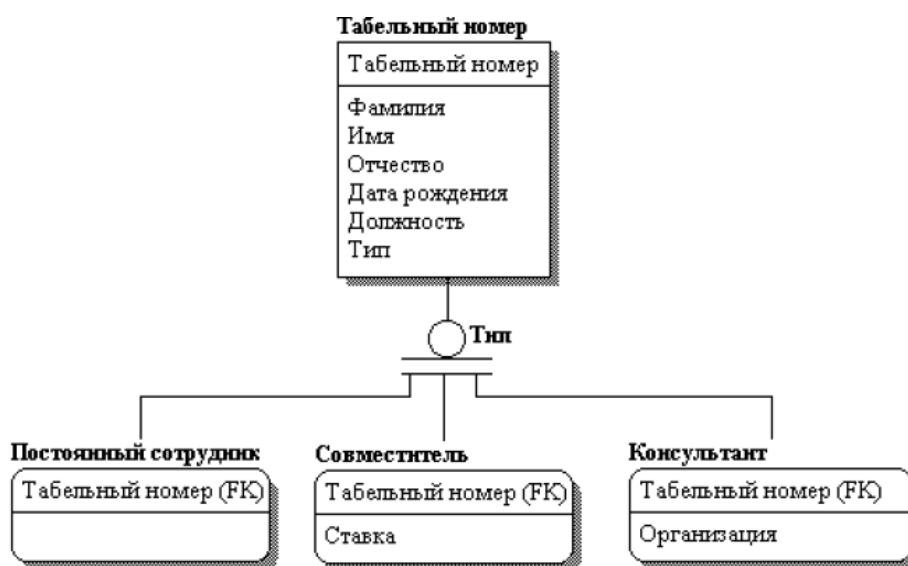 Табельный номер
Табельный номер
Фамилия
Имя
Отчество
Дата рождения
Должность
Тип
Тип
Постоянный сотрудник
Табельный номер (FK)
Совместитель
Табельный номер (FK)
Ставка
Консультант
Табельный номер (FK)
Организация